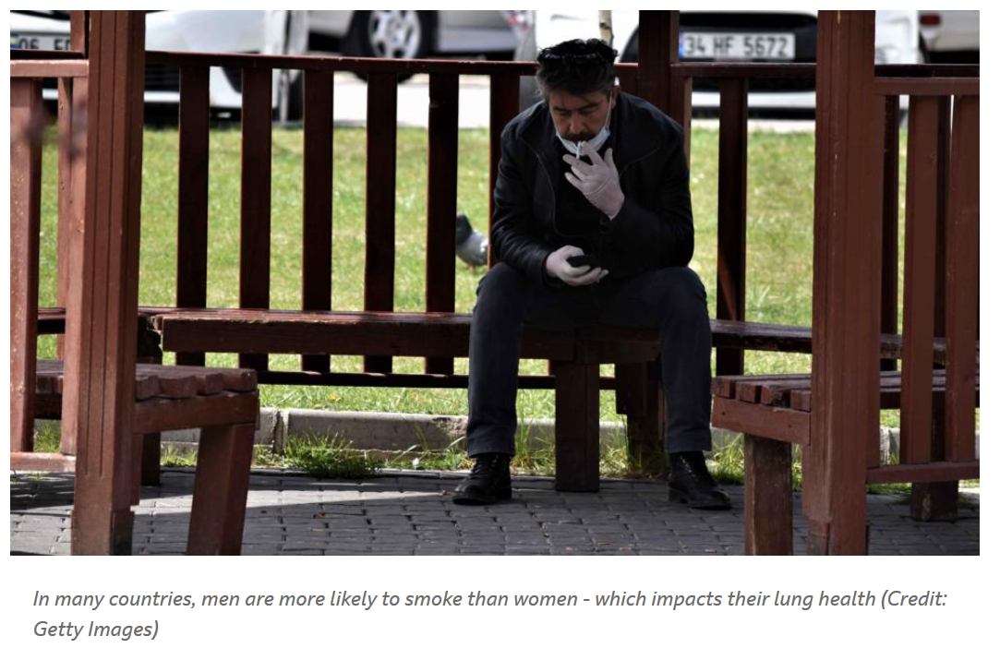 34 HF 5672
In many countries, men are more likely to smoke than women - which impacts their lung health (Credit:
Getty Images)